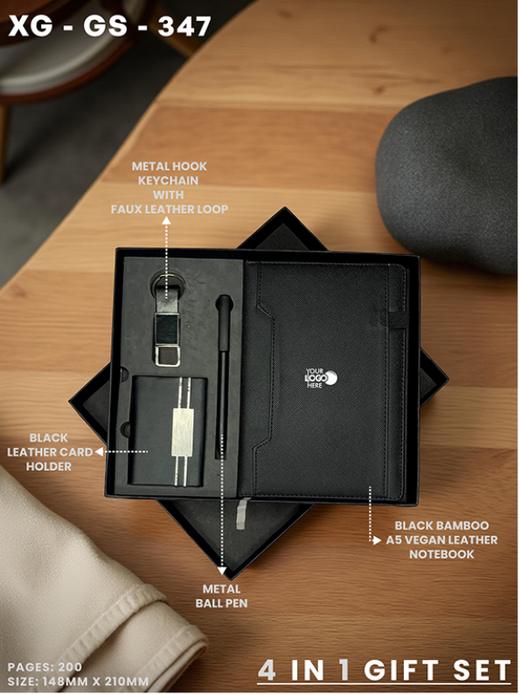 XG - GS - 347
METAL HOOK
KEYCHAIN
WITH
FAUX LEATHER LOOP
YOUR
LOGO
HERE
BLACK
LEATHER CARD
HOLDER
BLACK BAMBOO
A5 VEGAN LEATHER
NOTEBOOK
METAL
BALL PEN
PAGES: 200
SIZE: 148MM X 210MM
4 IN 1 GIFT SET